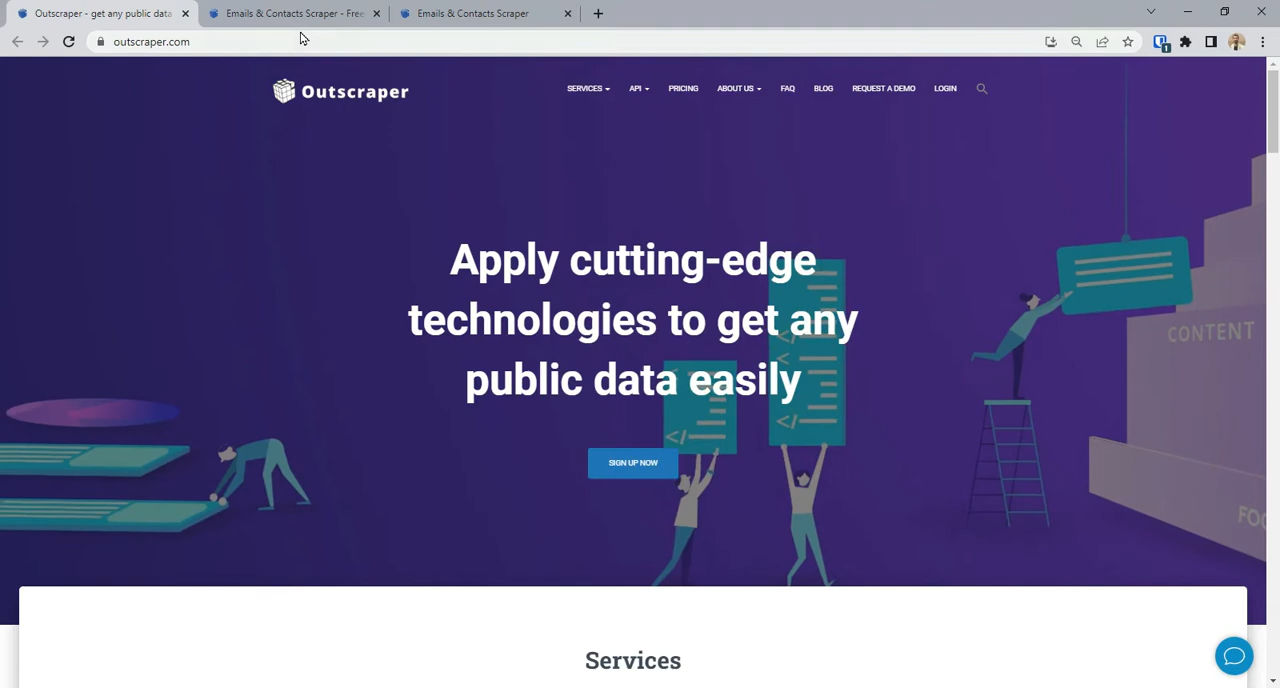 Outscraper - get any public data
Emails & Contacts Scraper - Free
Emails & Contacts Scraper
outscraper.com
1
Outscraper
SERVICES
API
PRICING
ABOUT US
FAQ
BLOG
REQUEST A DEMO
LOGIN
Apply cutting-edge
technologies to get any
public data easily
CONTENT
SIGN UP NOW
FO
Services